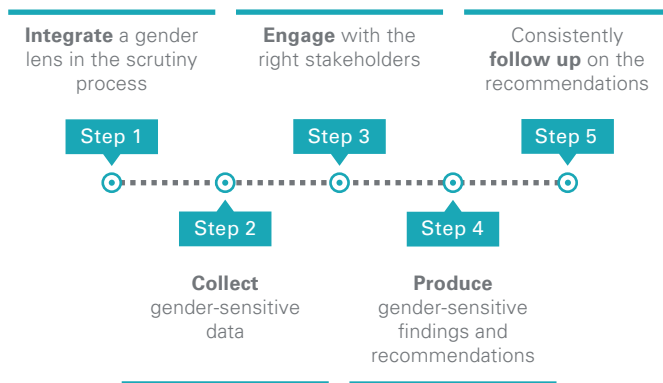 Integrate a gender
lens in the scrutiny
process
Engage with the
right stakeholders
Consistently
follow up on the
recommendations
Step 1
Step 3
Step 5
Step 2
Step 4
Collect
gender-sensitive
data
Produce
gender-sensitive
findings and
recommendations